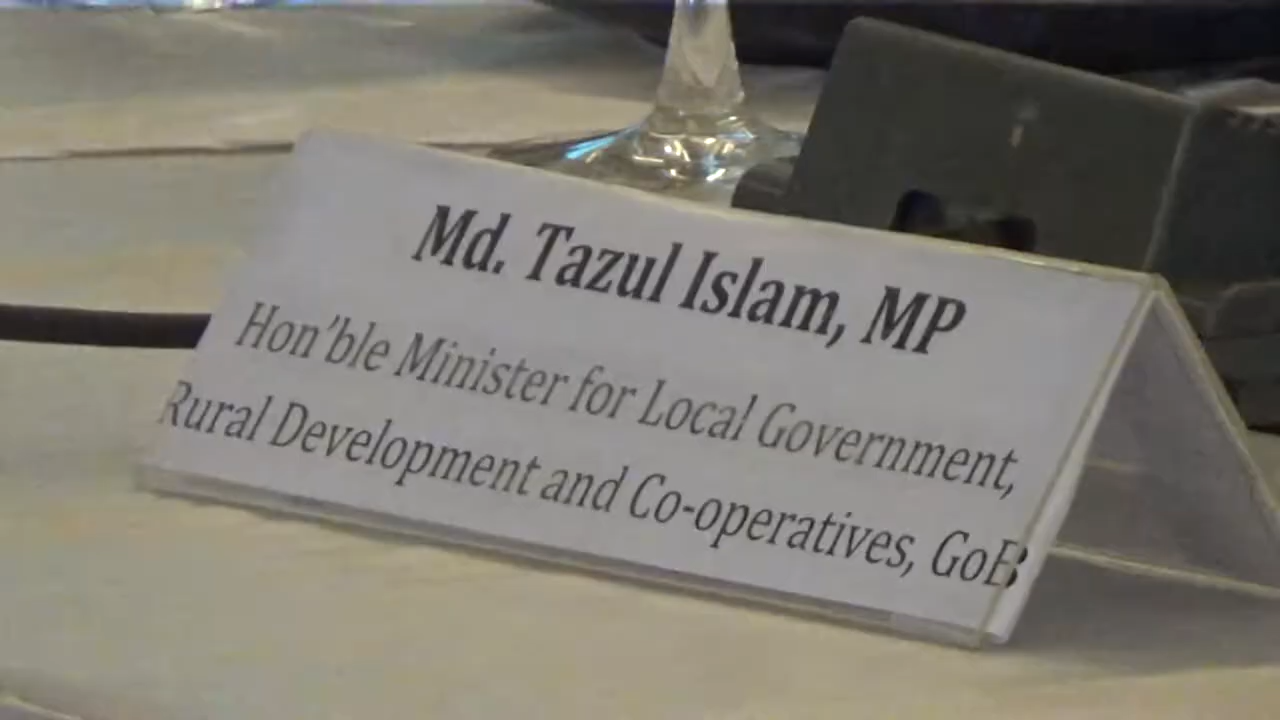 Md. Tazul Islam, MP
Hon'ble Minister for Local Government,
Rural Development and Co-operatives, GoB